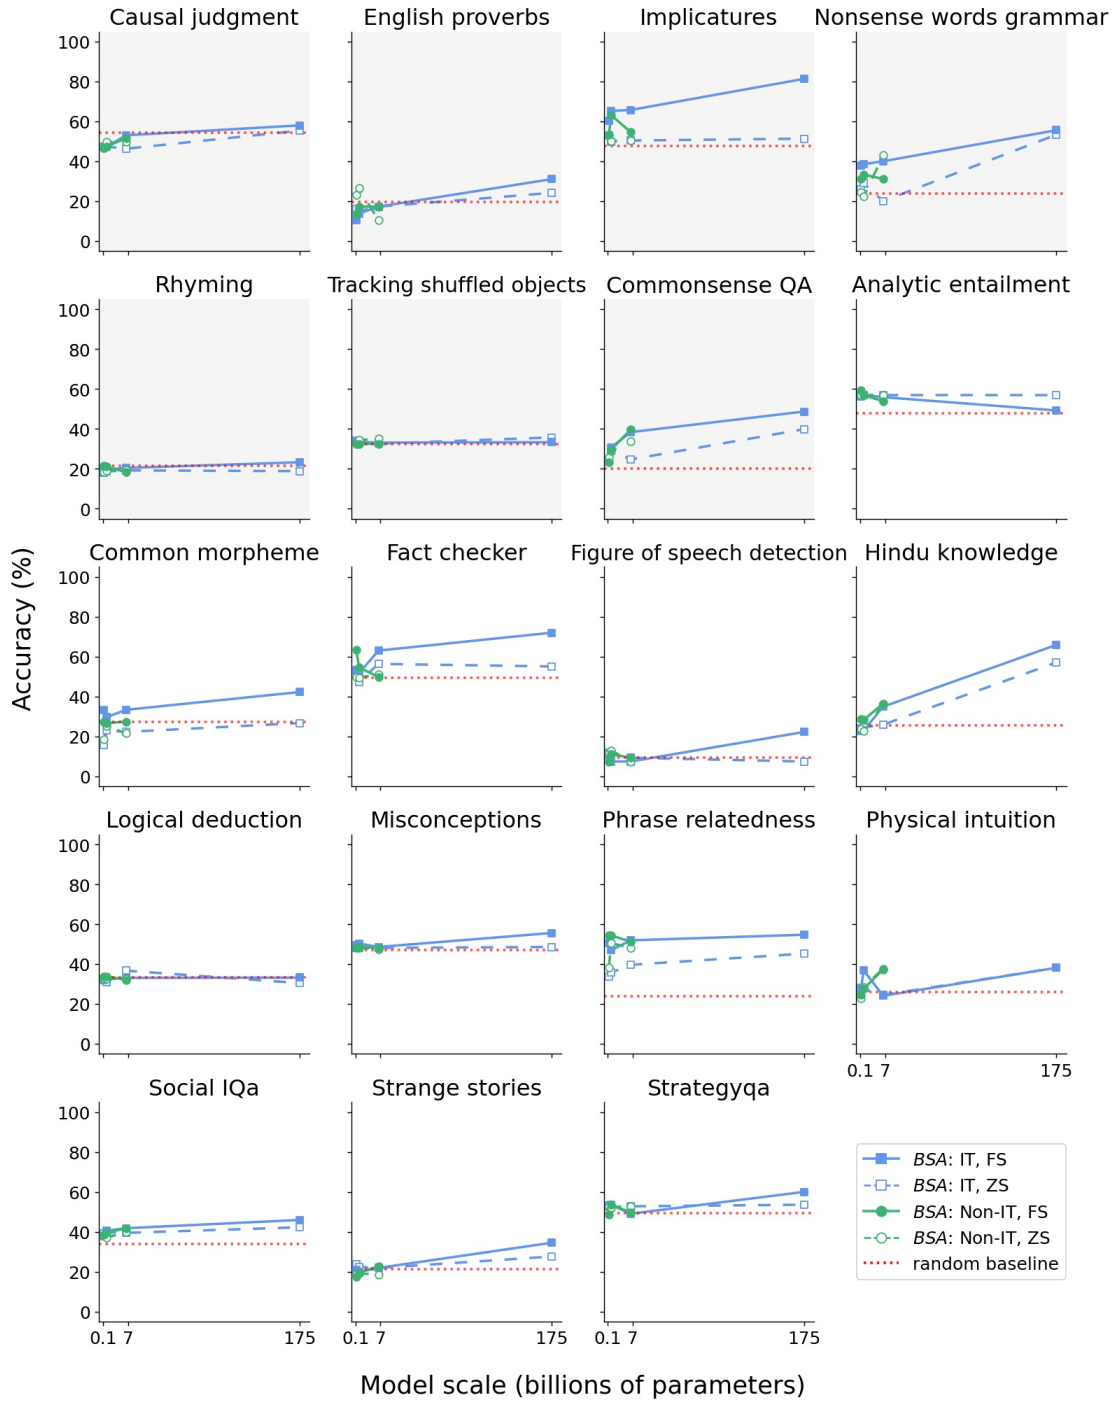 Causal judgment
English proverbs
Implicatures
Nonsense words grammar
100
80
60
40
20
0
Rhyming
Tracking shuffled objects
Commonsense QA
Analytic entailment
100
80
60
40
20
0
Common morpheme
Fact checker
Figure of speech detection
Hindu knowledge
100
80
60
40
20
0
Accuracy (%)
Logical deduction
Misconceptions
Phrase relatedness
Physical intuition
100
80
60
40
20
0
0.1 7 175
Social IQa
Strange stories
Strategyqa
100
80
60
40
20
0
0.1 7 175
0.1 7 175
0.1 7 175
BSA: IT, FS
BSA: IT, ZS
BSA: Non-IT, FS
BSA: Non-IT, ZS
random baseline
Model scale (billions of parameters)